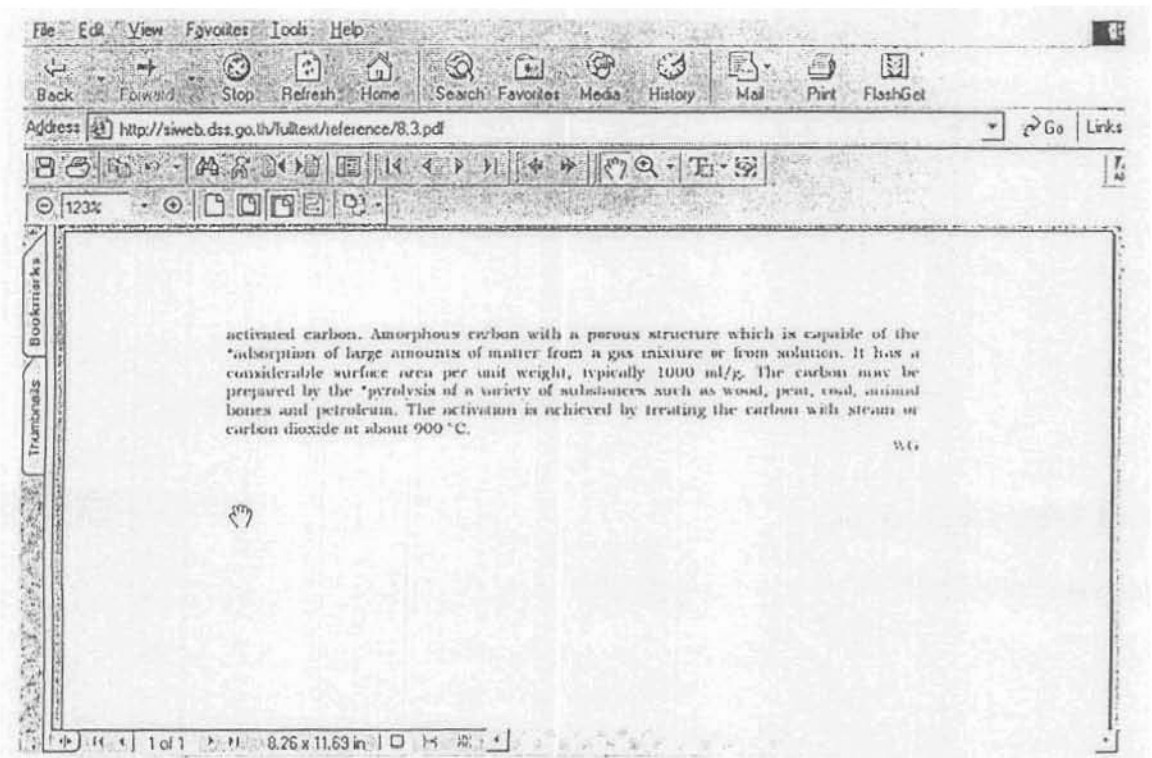 File Edit View Favorites Tools Help
Back Forward Stop Refresh Home Search Favorites Media History Mail Print FlashGet
Address http://siweb.dss.go.th/fulltext/reference/8.3.pdf Go Links
123%
Bookmarks
Thumbnails
activated carbon. Amorphous carbon with a porous structure which is capable of the
*adsorption of large amounts of matter from a gas mixture or from solution. It has a
considerable surface area per unit weight, typically 1000 ml/g. The carbon may be
prepared by the *pyrolysis of a variety of substances such as wood, peat, coal, animal
bones and petroleum. The activation is achieved by treating the carbon with steam or
carbon dioxide at about 900 °C.
WG
1 of 1 8.26 x 11.63 in